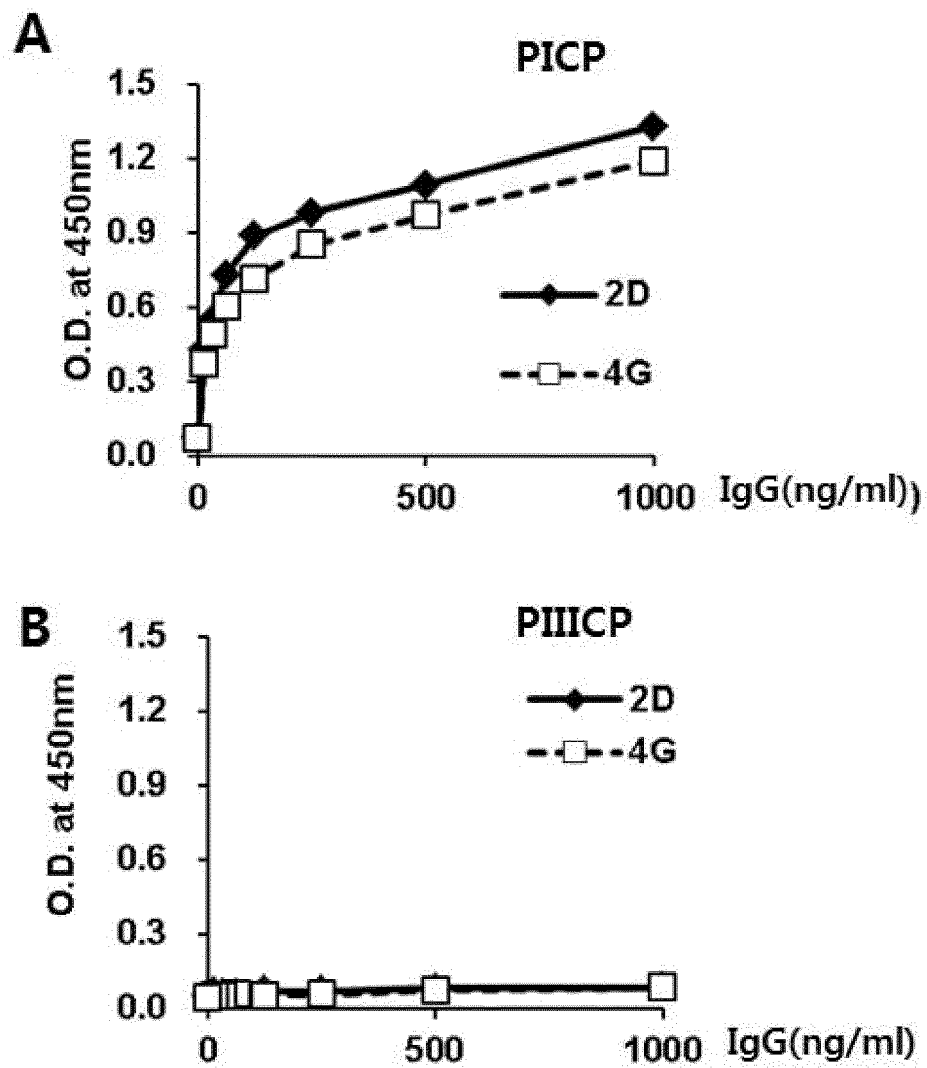 A
PICP
1.5
1.2
0.9
0.6
0.3
0.0
O.D. at 450nm
2D
4G
0 500 1000 IgG(ng/ml))
B
PIIICP
1.5
1.2
0.9
0.6
0.3
0.0
O.D. at 450nm
2D
4G
0 500 1000 IgG(ng/ml)